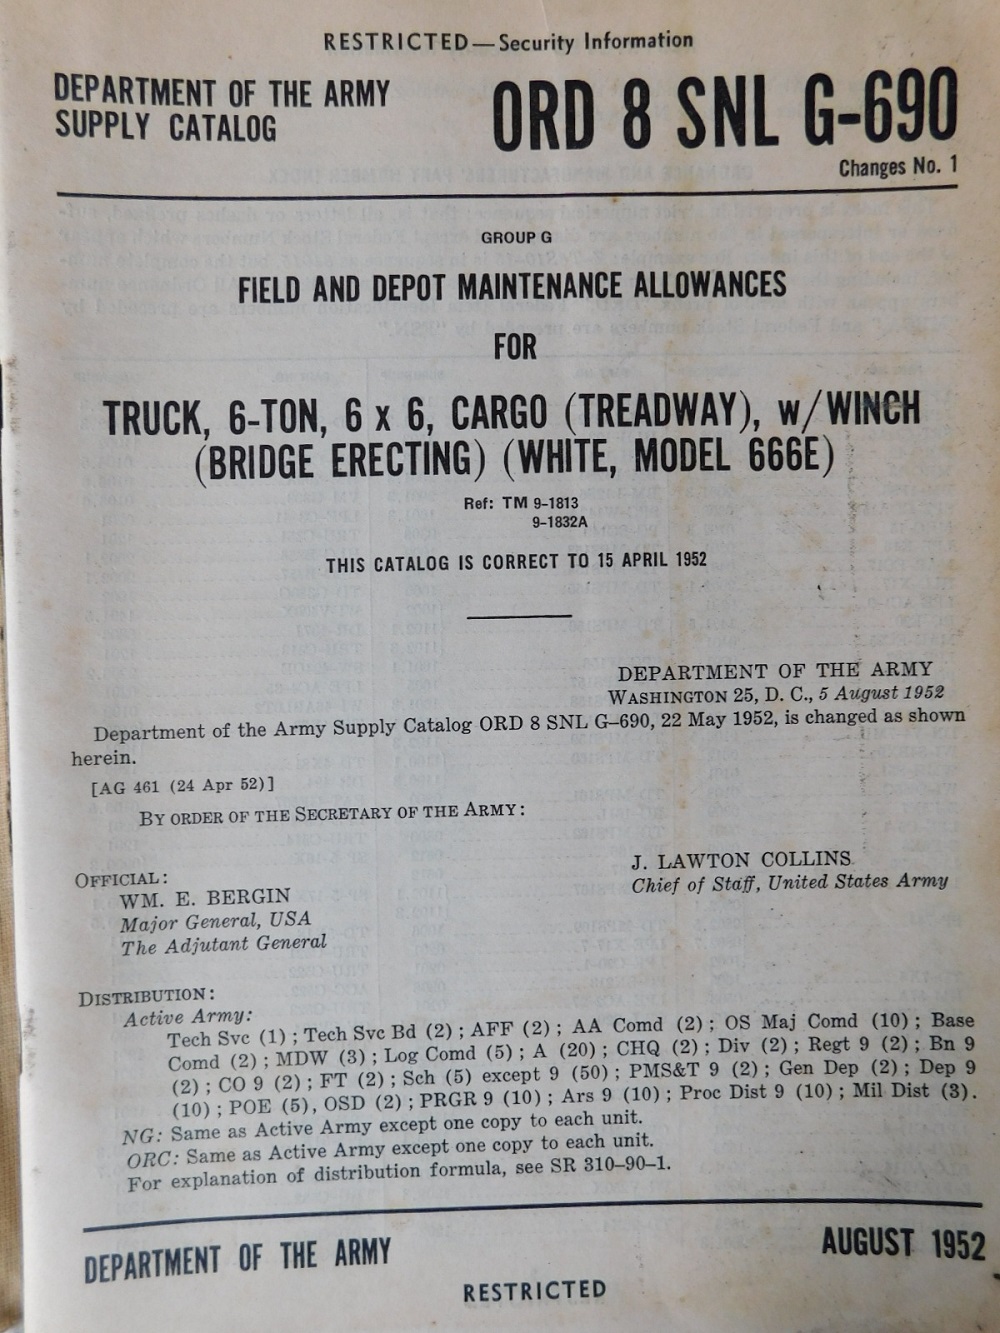 RESTRICTED—Security Information
DEPARTMENT OF THE ARMY
SUPPLY CATALOG
ORD 8 SNL G-690
Changes No. 1
GROUP G
FIELD AND DEPOT MAINTENANCE ALLOWANCES
FOR
TRUCK, 6-TON, 6 x 6, CARGO (TREADWAY), w/WINCH
(BRIDGE ERECTING) (WHITE, MODEL 666E)
Ref: TM 9-1813
9-1832A
THIS CATALOG IS CORRECT TO 15 APRIL 1952
DEPARTMENT OF THE ARMY
WASHINGTON 25, D. C., 5 August 1952
Department of the Army Supply Catalog ORD 8 SNL G-690, 22 May 1952, is changed as shown
herein.
[AG 461 (24 Apr 52)]
BY ORDER OF THE SECRETARY OF THE ARMY:
J. LAWTON COLLINS
Chief of Staff, United States Army
OFFICIAL:
WM. E. BERGIN
Major General, USA
The Adjutant General
DISTRIBUTION:
Active Army:
Tech Svc (1); Tech Svc Bd (2); AFF (2); AA Comd (2); OS Maj Comd (10); Base
Comd (2); MDW (3); Log Comd (5); A (20); CHQ (2); Div (2); Regt 9 (2); Bn 9
(2); CO 9 (2); FT (2); Sch (5) except 9 (50); PMS&T 9 (2); Gen Dep (2); Dep 9
(10); POE (5), OSD (2); PRGR 9 (10); Ars 9 (10); Proc Dist 9 (10); Mil Dist (3).
NG: Same as Active Army except one copy to each unit.
ORC: Same as Active Army except one copy to each unit.
For explanation of distribution formula, see SR 310-90-1.
DEPARTMENT OF THE ARMY
AUGUST 1952
RESTRICTED